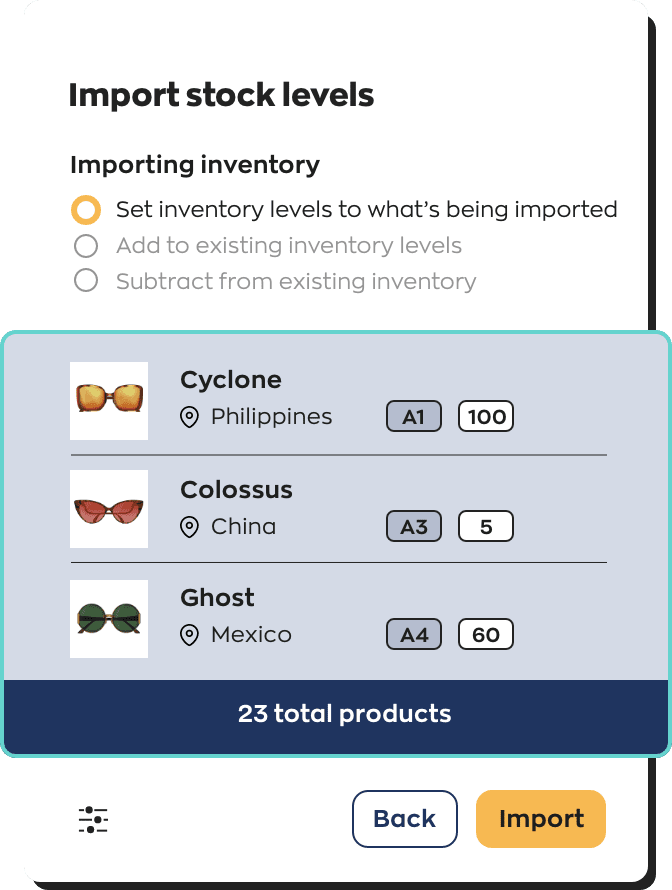 Import stock levels
Importing inventory
Set inventory levels to what’s being imported
Add to existing inventory levels
Subtract from existing inventory
Cyclone
Philippines A1 100
Colossus
China A3 5
Ghost
Mexico A4 60
23 total products
Back Import